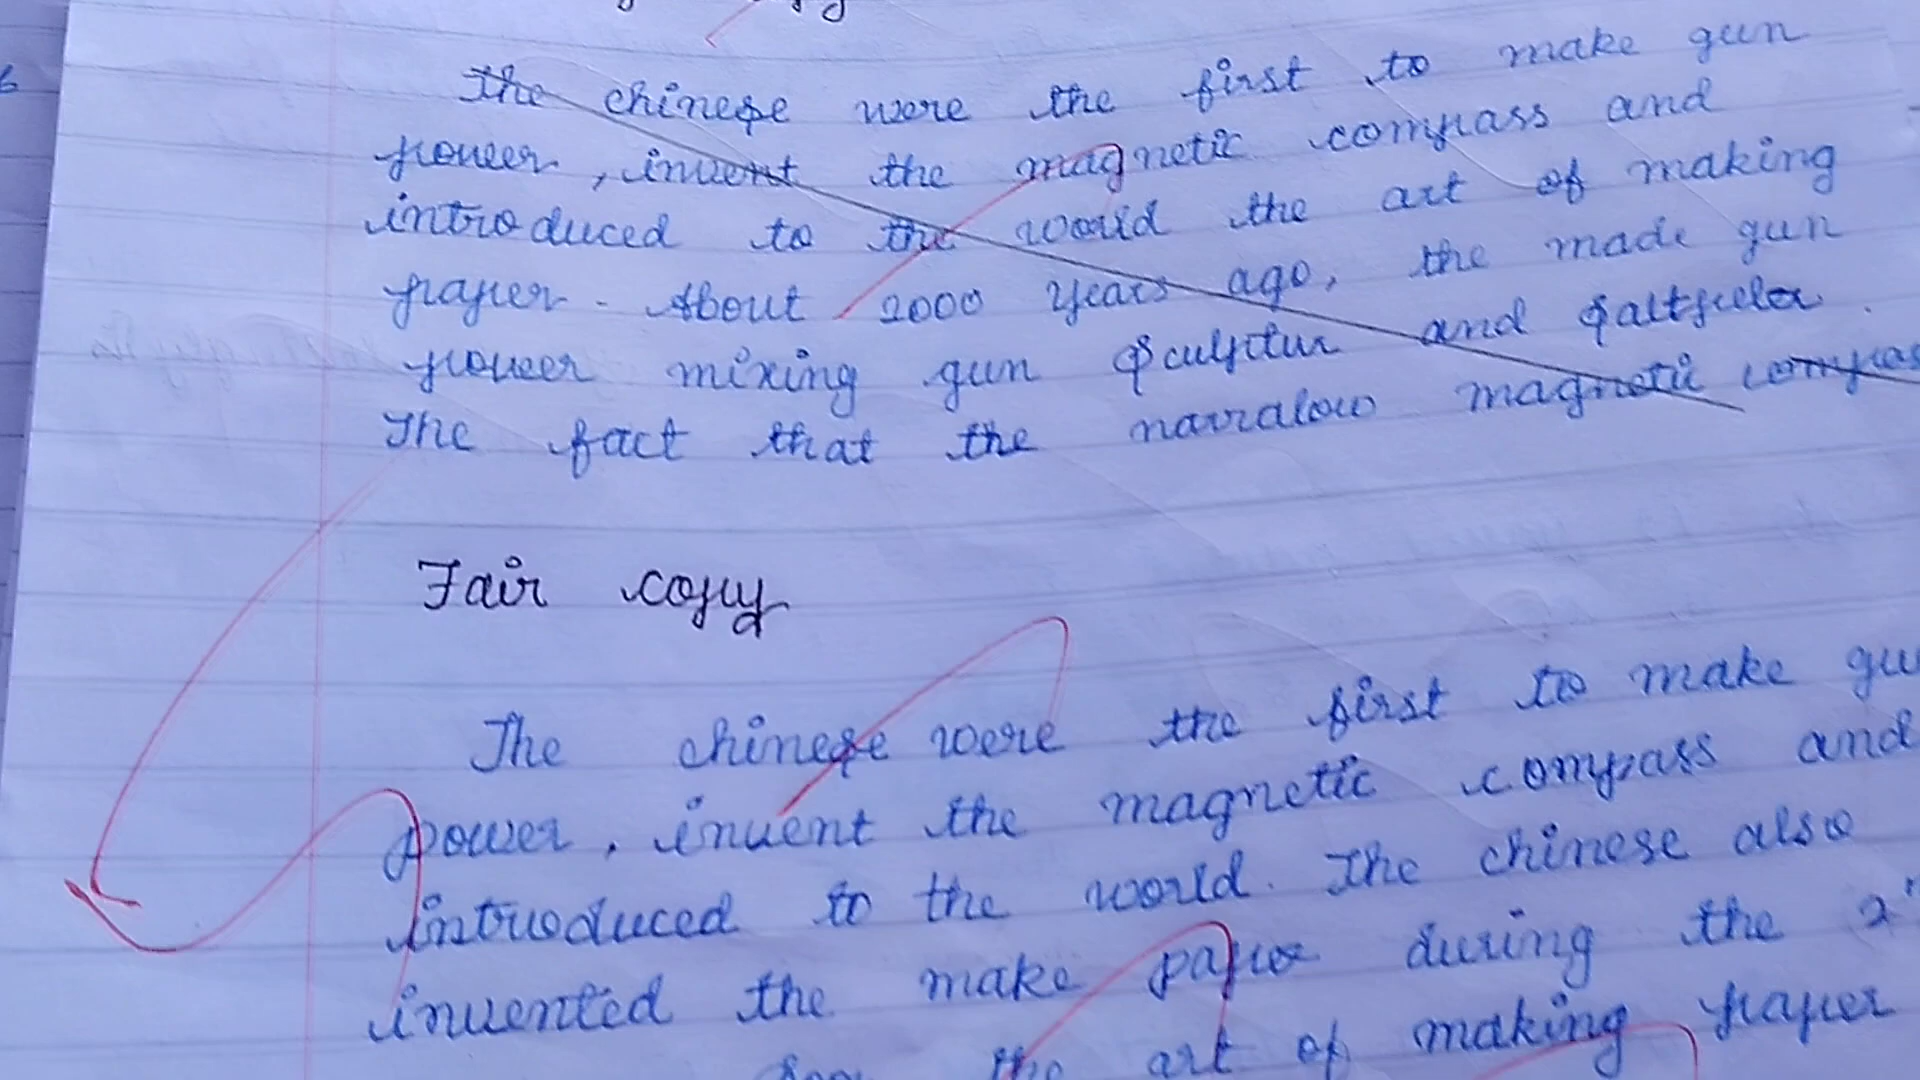 The chinese were the first to make gun
power, invent the magnetic compass and
introduced to the world the art of making
paper. About 2000 years ago, the made gun
power mixing gun and
The fact that the magnetic compas
Fair copy
The chinese were the first to make gu
power, invent the magnetic compass and
introduced to the world. The chinese also
invented the make during the 2
the art of making paper